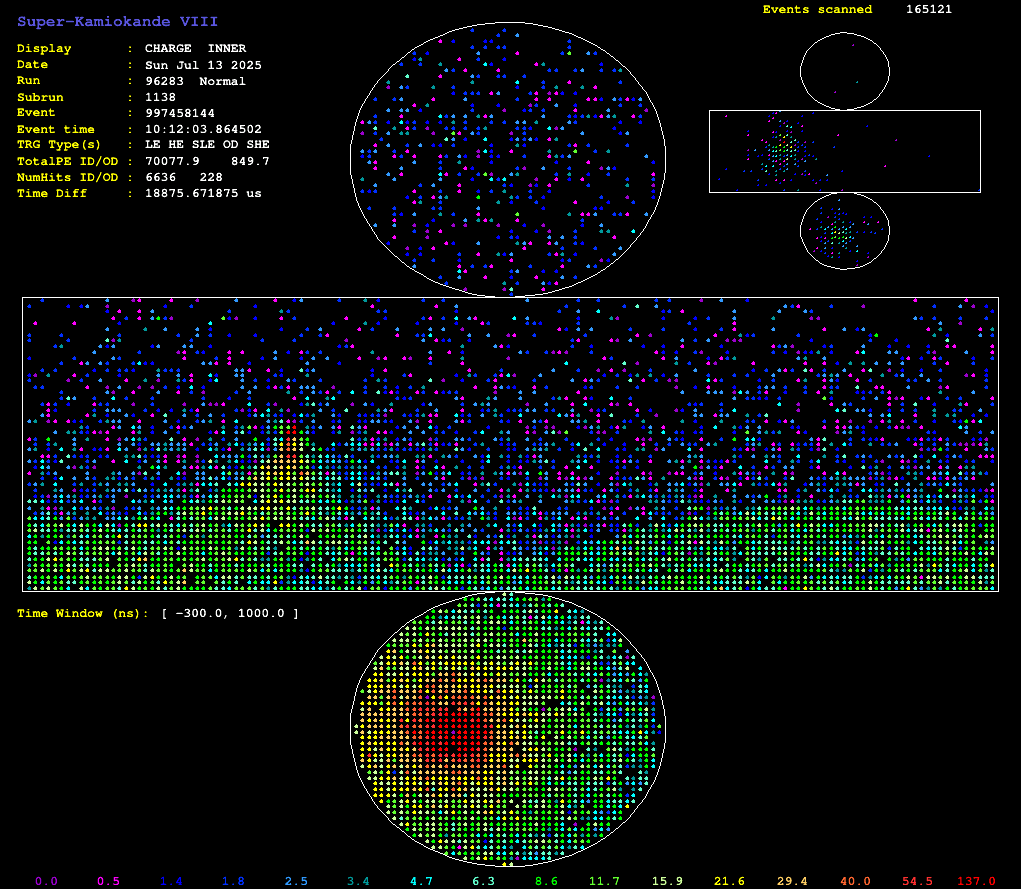 Super-Kamiokande VIII
Display : CHARGE INNER
Date : Sun Jul 13 2025
Run : 96283 Normal
Subrun : 1138
Event : 997458144
Event time : 10:12:03.864502
TRG Type(s) : LE HE SLE OD SHE
TotalPE ID/OD : 70077.9 849.7
NumHits ID/OD : 6636 228
Time Diff : 18875.671875 us
Events scanned 165121
Time Window (ns): [ -300.0, 1000.0 ]
0.0 0.5 1.4 1.8 2.5 3.4 4.7 6.3 8.6 11.7 15.9 21.6 29.4 40.0 54.5 137.0